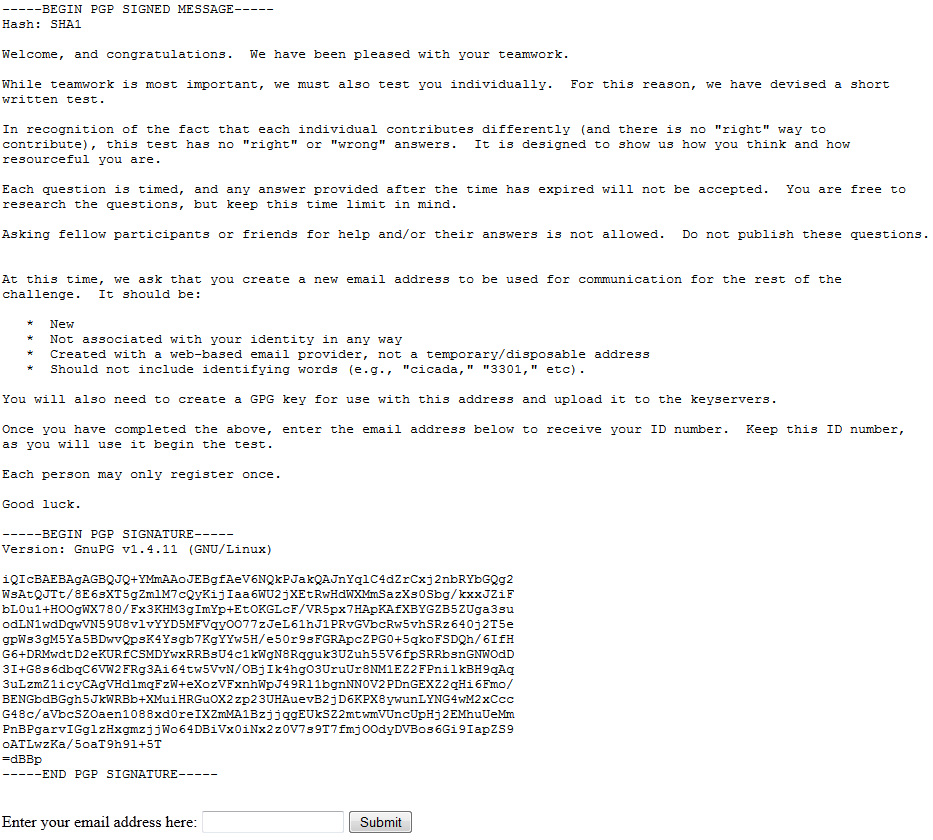 -----BEGIN PGP SIGNED MESSAGE-----
Hash: SHA1
Welcome, and congratulations.  We have been pleased with your teamwork.
While teamwork is most important, we must also test you individually.  For this reason, we have devised a short
written test.
In recognition of the fact that each individual contributes differently (and there is no "right" way to
contribute), this test has no "right" or "wrong" answers.  It is designed to show us how you think and how
resourceful you are.
Each question is timed, and any answer provided after the time has expired will not be accepted.  You are free to
research the questions, but keep this time limit in mind.
Asking fellow participants or friends for help and/or their answers is not allowed.  Do not publish these questions.
At this time, we ask that you create a new email address to be used for communication for the rest of the
challenge.  It should be:
*  New
*  Not associated with your identity in any way
*  Created with a web-based email provider, not a temporary/disposable address
*  Should not include identifying words (e.g., "cicada," "3301," etc).
You will also need to create a GPG key for use with this address and upload it to the keyservers.
Once you have completed the above, enter the email address below to receive your ID number.  Keep this ID number,
as you will use it begin the test.
Each person may only register once.
Good luck.
-----BEGIN PGP SIGNATURE-----
Version: GnuPG v1.4.11 (GNU/Linux)
iQIcBAEBAgAGBQJQ+YMmAAoJEBgfAeV6NQkPJakQAJnYqlC4dZrCxj2nbRYbGQg2
WsAtQJTt/8E6sXT5gZmlM7cQyKijIaa6WU2jXEtRwHdWXMmSazXs0Sbg/kxxJZiF
bL0u1+HOOgWX780/Fx3KHM3gImYp+EtOKGLcF/VR5px7HApKAfXBYGZB5ZUga3su
odLN1wdDqwVN59U8vlvYYD5MFVqyOO77zJeL61hJ1PRvGVbcRw5vhSRz640j2T5e
gpWs3gM5Ya5BDwvQpsK4Ysgb7KgYYw5H/e50r9sFGRApcZPG0+5qkoFSDQh/6IfH
G6+DRMwdtD2eKURfCSMDYwxRRBsU4c1kWgN8Rqguk3UZuh55V6fpSRRbsnGNWOdD
3I+G8s6dbqC6VW2FRg3Ai64tw5VvN/OBjIk4hgO3UruUr8NM1EZ2FPnilkBH9qAq
3uLzmZ1icyCAgVHdlmqFzW+eXozVFxnhWpJ49Rl1bgnNN0V2PDnGEXZ2qHi6Fmo/
BENGbdBGgh5JkWRBb+XMuiHRGuOX2zp23UHAuevB2jD6KPX8ywunLYNG4wM2xCcc
G48c/aVbcSZOaen1088xd0reIXZmMA1BzjjqgEUkSZ2mtwmVUncUpHj2EMhuUeMm
PnBPgarvIGglzHxgmzjjWo64DBiVx0iNx2z0V7s9T7fmjOOdyDVBos6Gi9IapZS9
oATLwzKa/5oaT9h9l+5T
=dBBp
-----END PGP SIGNATURE-----
Enter your email address here: Submit